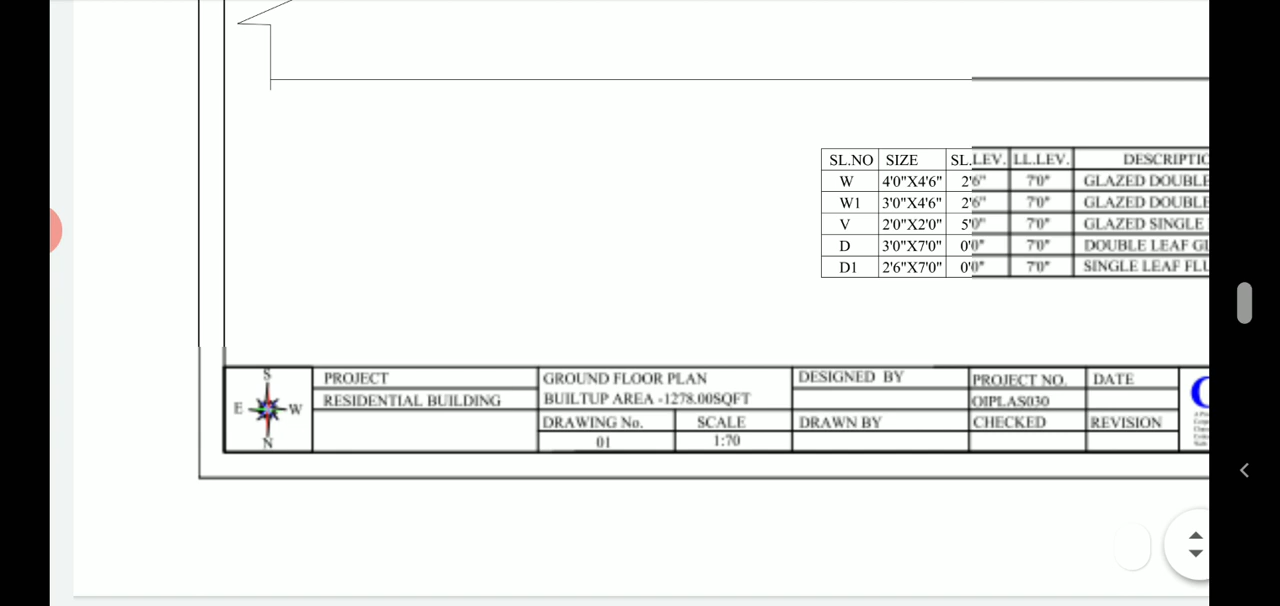 SL.NO SIZE SL.LEV. LL.LEV. DESCRIPTIO
W 4'0"X4'6" 2'6" 7'0" GLAZED DOUBLE
W1 3'0"X4'6" 2'6" 7'0" GLAZED DOUBLE
V 2'0"X2'0" 5'0" 7'0" GLAZED SINGLE
D 3'0"X7'0" 0'0" 7'0" DOUBLE LEAF GL
D1 2'6"X7'0" 0'0" 7'0" SINGLE LEAF FLU
S
E W
N
PROJECT
RESIDENTIAL BUILDING
GROUND FLOOR PLAN
BUILTUP AREA -1278.00SQFT
DRAWING No. SCALE
01 1:70
DESIGNED BY
DRAWN BY
PROJECT NO. DATE
OIPLAS030
CHECKED REVISION